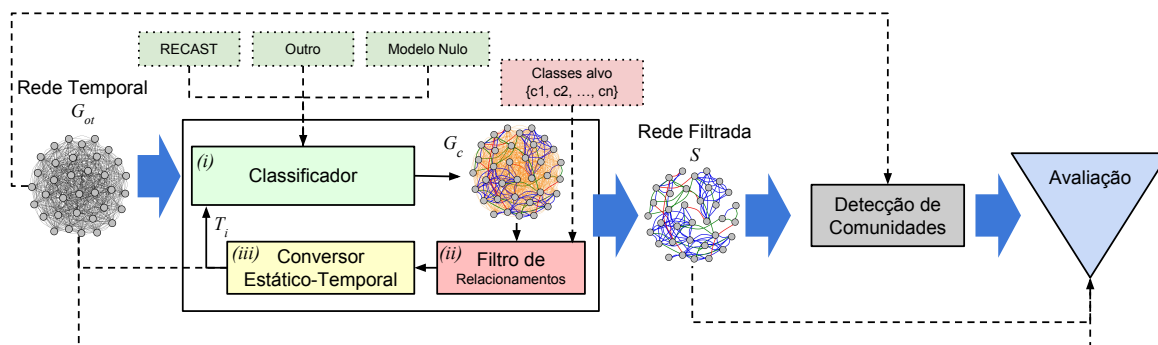 RECAST
Outro
Modelo Nulo
Classes alvo
{c1, c2, …, cn}
Rede Temporal
G_ot
(i)
Classificador
G_c
Rede Filtrada
S
T_i
(iii)
Conversor
Estático-Temporal
(ii)
Filtro de
Relacionamentos
Detecção de
Comunidades
Avaliação